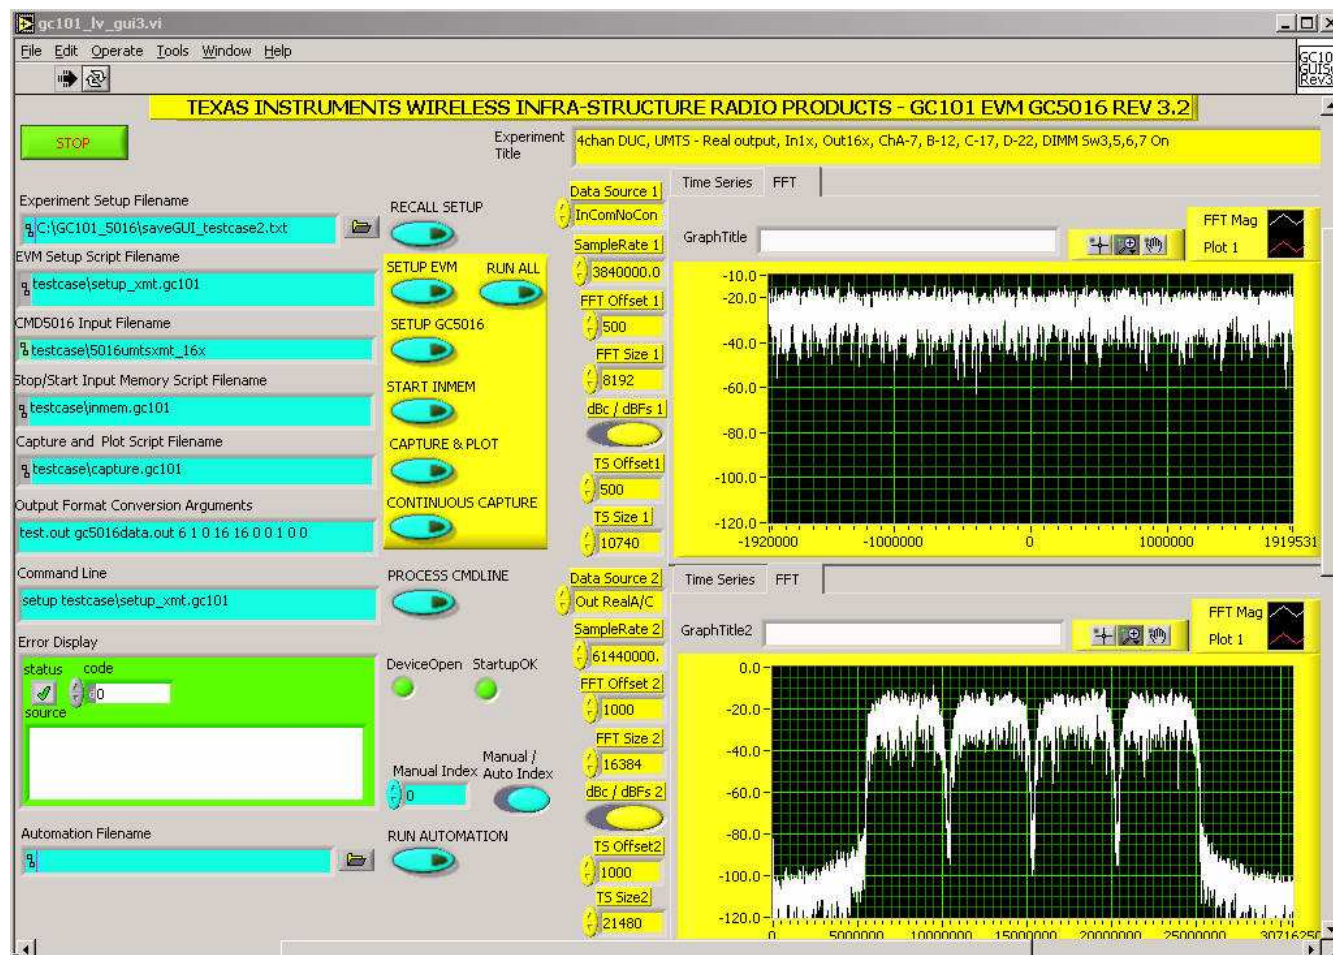 gc101_lv_gui3.vi
File Edit Operate Tools Window Help
GC10
GUIS
Rev3
TEXAS INSTRUMENTS WIRELESS INFRA-STRUCTURE RADIO PRODUCTS - GC101 EVM GC5016 REV 3.2
STOP
Experiment Title
4chan DUC, UMTS - Real output, In1x, Out16x, ChA-7, B-12, C-17, D-22, DIMM Sw3,5,6,7 On
Experiment Setup Filename
C:\GC101_5016\saveGUI_testcase2.txt
EVM Setup Script Filename
testcase\setup_xmt.gc101
CMD5016 Input Filename
testcase\5016umtsxmt_16x
Stop/Start Input Memory Script Filename
testcase\inmem.gc101
Capture and Plot Script Filename
testcase\capture.gc101
Output Format Conversion Arguments
test.out gc5016data.out 6 1 0 16 16 0 0 1 0 0
Command Line
setup testcase\setup_xmt.gc101
Error Display
status code
0
source
Automation Filename
RECALL SETUP
SETUP EVM RUN ALL
SETUP GC5016
START INMEM
CAPTURE & PLOT
CONTINUOUS CAPTURE
PROCESS CMDLINE
DeviceOpen StartupOK
Manual Index
0
Manual / Auto Index
RUN AUTOMATION
Data Source 1
InComNoCon
SampleRate 1
3840000.0
FFT Offset 1
500
FFT Size 1
8192
dBc / dBFs 1
TS Offset1
500
TS Size 1
10740
Data Source 2
Out RealA/C
SampleRate 2
61440000.
FFT Offset 2
1000
FFT Size 2
16384
dBc / dBFs 2
TS Offset2
1000
TS Size2
21480
Time Series FFT
GraphTitle
FFT Mag
Plot 1
-10.0
-20.0
-40.0
-60.0
-80.0
-100.0
-120.0
-1920000 -1000000 0 1000000 1919531
Time Series FFT
GraphTitle2
FFT Mag
Plot 1
0.0
-20.0
-40.0
-60.0
-80.0
-100.0
-120.0
0 5000000 10000000 15000000 20000000 25000000 30716250